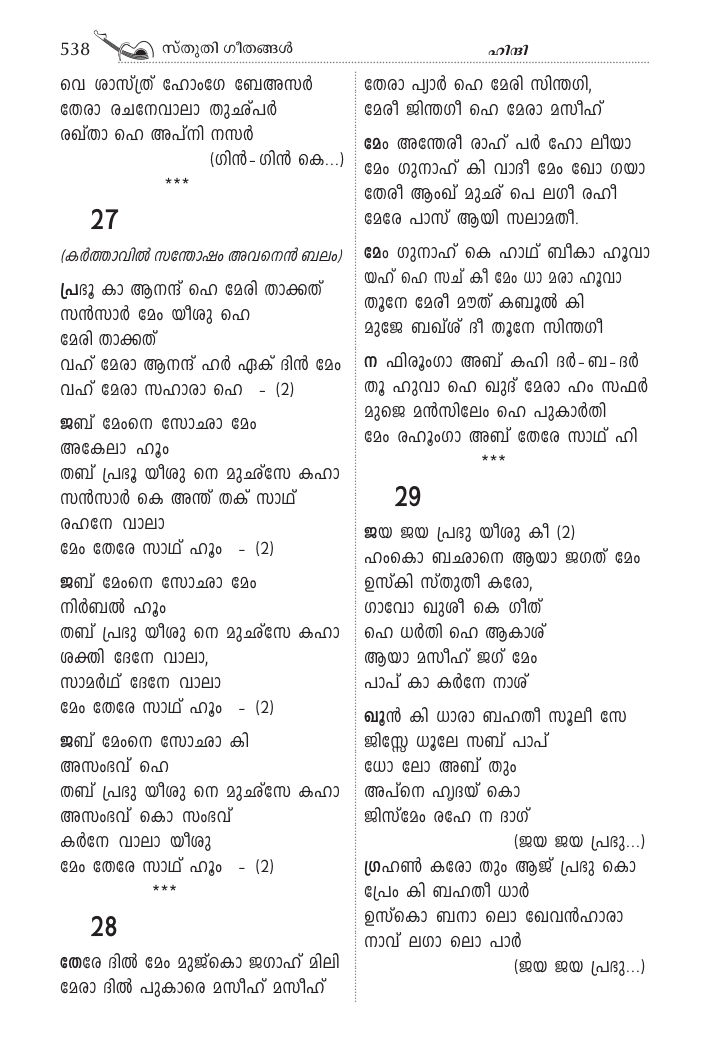 538 സ്തുതി ഗീതങ്ങൾ ഹിന്ദി
വെ ശാസ്ത്ര് ഹോംഗേ ബേഅസർ
തേരാ രചനേവാലാ തുഛ്പർ
രഖ്താ ഹെ അപ്നി നസർ
(ഗിൻ-ഗിൻ കെ...)
***
27
(കർത്താവിൽ സന്തോഷം അവനെൻ ബലം)
പ്രഭൂ കാ ആനന്ദ് ഹെ മേരി താക്കത്
സൻസാർ മേം യീശു ഹെ
മേരി താക്കത്
വഹ് മേരാ ആനന്ദ് ഹർ ഏക് ദിൻ മേം
വഹ് മേരാ സഹാരാ ഹെ - (2)
ജബ് മേംനെ സോഛാ മേം
അകേലാ ഹൂം
തബ് പ്രഭൂ യീശു നെ മുഛ്സേ കഹാ
സൻസാർ കെ അന്ത് തക് സാഥ്
രഹനേ വാലാ
മേം തേരേ സാഥ് ഹൂം - (2)
ജബ് മേംനെ സോഛാ മേം
നിർബൽ ഹൂം
തബ് പ്രഭു യീശു നെ മുഛ്സേ കഹാ
ശക്തി ദേനേ വാലാ,
സാമർഥ് ദേനേ വാലാ
മേം തേരേ സാഥ് ഹൂം - (2)
ജബ് മേംനെ സോഛാ കി
അസംഭവ് ഹെ
തബ് പ്രഭു യീശു നെ മുഛ്സേ കഹാ
അസംഭവ് കൊ സംഭവ്
കർനേ വാലാ യീശു
മേം തേരേ സാഥ് ഹൂം - (2)
***
28
തേരേ ദിൽ മേം മുജ്കൊ ജഗാഹ് മിലി
മേരാ ദിൽ പുകാരെ മസീഹ് മസീഹ്
തേരാ പ്യാർ ഹെ മേരി സിന്തഗി,
മേരീ ജിന്തഗീ ഹെ മേരാ മസീഹ്
മേം അന്തേരീ രാഹ് പർ ഹോ ലീയാ
മേം ഗുനാഹ് കി വാദീ മേം ഖോ ഗയാ
തേരീ ആംഖ് മുഛ് പെ ലഗീ രഹീ
മേരേ പാസ് ആയി സലാമതീ.
മേം ഗുനാഹ് കെ ഹാഥ് ബീകാ ഹൂവാ
യഹ് ഹെ സച് കീ മേം ധാ മരാ ഹൂവാ
തൂനേ മേരീ മൗത് കബൂൽ കി
മുജേ ബഖ്ശ് ദീ തൂനേ സിന്തഗീ
ന ഫിരൂംഗാ അബ് കഹി ദർ-ബ-ദർ
തൂ ഹുവാ ഹെ ഖുദ് മേരാ ഹം സഫർ
മുജെ മൻസിലേം ഹെ പുകാർതി
മേം രഹൂംഗാ അബ് തേരേ സാഥ് ഹി
***
29
ജയ ജയ പ്രഭു യീശു കീ (2)
ഹംകൊ ബഛാനെ ആയാ ജഗത് മേം
ഉസ്കി സ്തുതീ കരോ,
ഗാവോ ഖുശീ കെ ഗീത്
ഹെ ധർതി ഹെ ആകാശ്
ആയാ മസീഹ് ജഗ് മേം
പാപ് കാ കർനേ നാശ്
ഖൂൻ കി ധാരാ ബഹതീ സൂലീ സേ
ജിസ്സേ ധൂലേ സബ് പാപ്
ധോ ലോ അബ് തും
അപ്നെ ഹൃദയ് കൊ
ജിസ്മേം രഹേ ന ദാഗ്
(ജയ ജയ പ്രഭു...)
ഗ്രഹൺ കരോ തും ആജ് പ്രഭു കൊ
പ്രേം കി ബഹതീ ധാർ
ഉസ്കൊ ബനാ ലൊ ഖേവൻഹാരാ
നാവ് ലഗാ ലൊ പാർ
(ജയ ജയ പ്രഭു...)